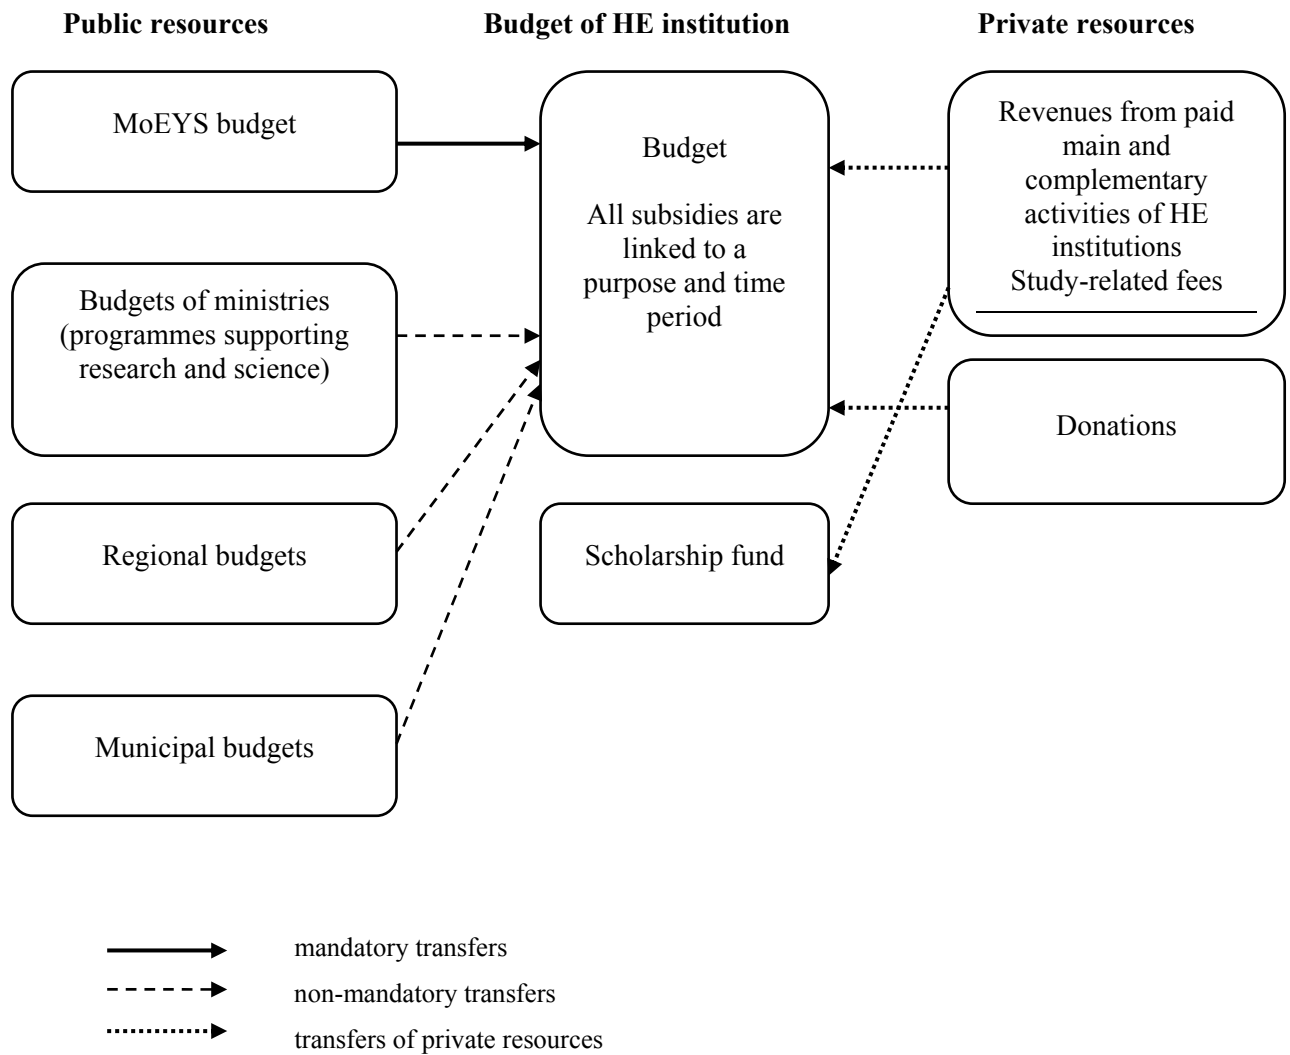 Public resources
Budget of HE institution
Private resources
MoEYS budget
Budgets of ministries
(programmes supporting
research and science)
Regional budgets
Municipal budgets
Budget
All subsidies are
linked to a
purpose and time
period
Scholarship fund
Revenues from paid
main and
complementary
activities of HE
institutions
Study-related fees
Donations
mandatory transfers
non-mandatory transfers
transfers of private resources